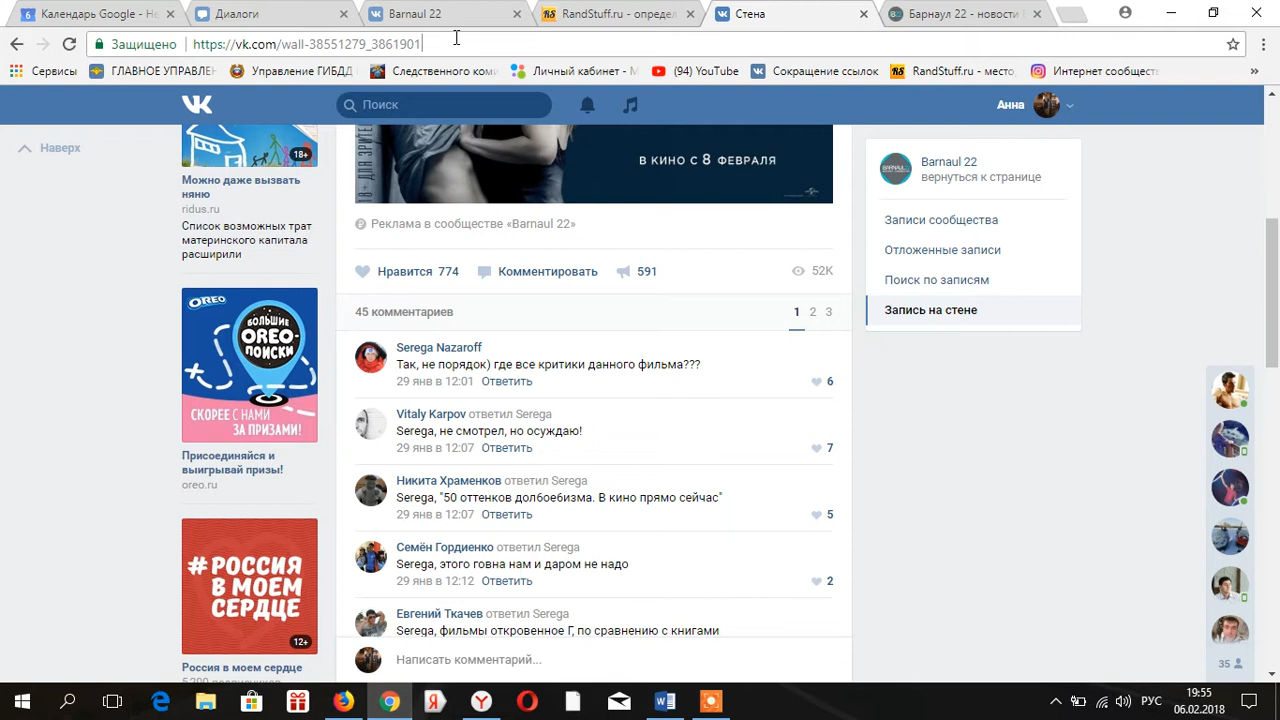 Календарь Google - Не
Диалоги
Barnaul 22
RandStuff.ru - определ
Стена
Барнаул 22 - новости Б
Защищено
https://vk.com/wall-38551279_3861901
Сервисы
ГЛАВНОЕ УПРАВЛЕН
Управление ГИБДД
Следственного коми
Личный кабинет - М
(94) YouTube
Сокращение ссылок
RandStuff.ru - место,
Интернет сообщест
Поиск
Анна
Наверх
18+
Можно даже вызвать
няню
ridus.ru
Список возможных трат
материнского капитала
расширили
В КИНО С 8 ФЕВРАЛЯ
Реклама в сообществе «Barnaul 22»
Нравится 774
Комментировать
591
52K
45 комментариев
1 2 3
Serega Nazaroff
Так, не порядок) где все критики данного фильма???
29 янв в 12:01 Ответить
6
Vitaly Karpov ответил Serega
Serega, не смотрел, но осуждаю!
29 янв в 12:07 Ответить
7
Никита Храменков ответил Serega
Serega, "50 оттенков долбоебизма. В кино прямо сейчас"
29 янв в 12:07 Ответить
5
Семён Гордиенко ответил Serega
Serega, этого говна нам и даром не надо
29 янв в 12:12 Ответить
2
Евгений Ткачев ответил Serega
Serega, фильмы откровенное Г, по сравнению с книгами
Написать комментарий...
Barnaul 22
вернуться к странице
Записи сообщества
Отложенные записи
Поиск по записям
Запись на стене
OREO
БОЛЬШИЕ
OREO-
ПОИСКИ
СКОРЕЕ С НАМИ
ЗА ПРИЗАМИ!
Присоединяйся и
выигрывай призы!
oreo.ru
#РОССИЯ
В МОЕМ
СЕРДЦЕ
12+
Россия в моем сердце
35
РУС
19:55
06.02.2018